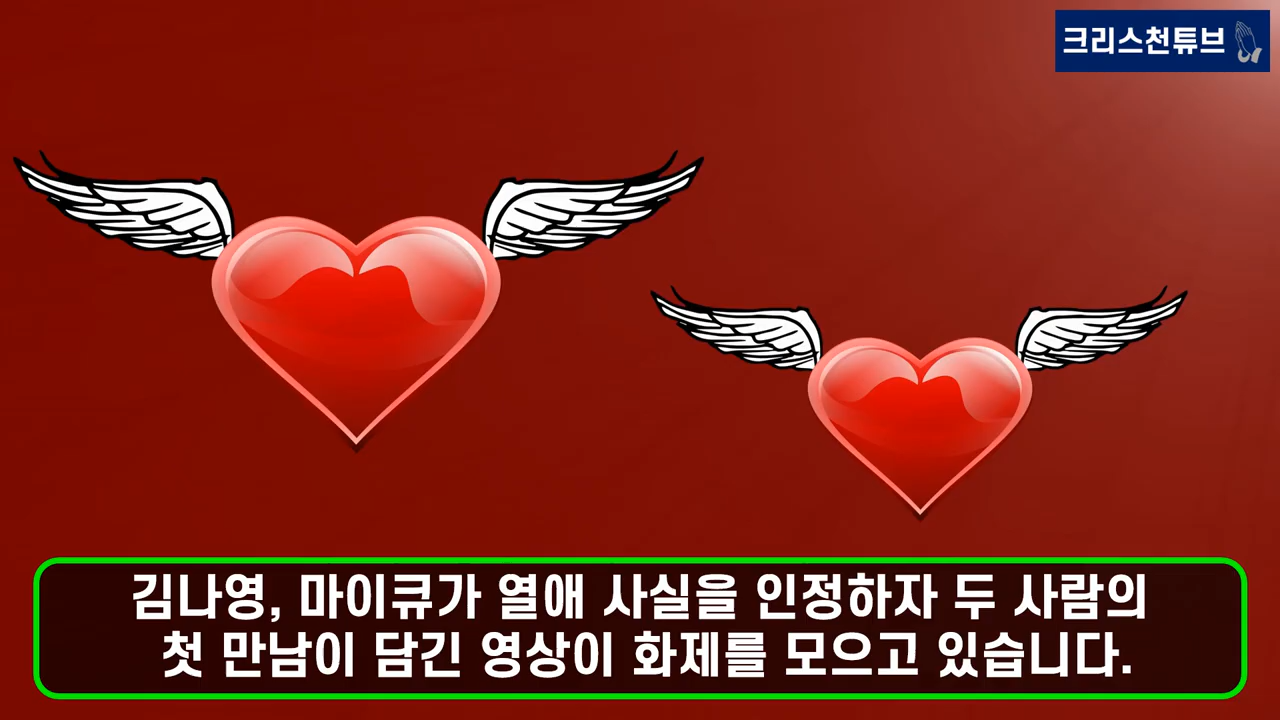 크리스천튜브
김나영, 마이큐가 열애 사실을 인정하자 두 사람의
첫 만남이 담긴 영상이 화제를 모으고 있습니다.